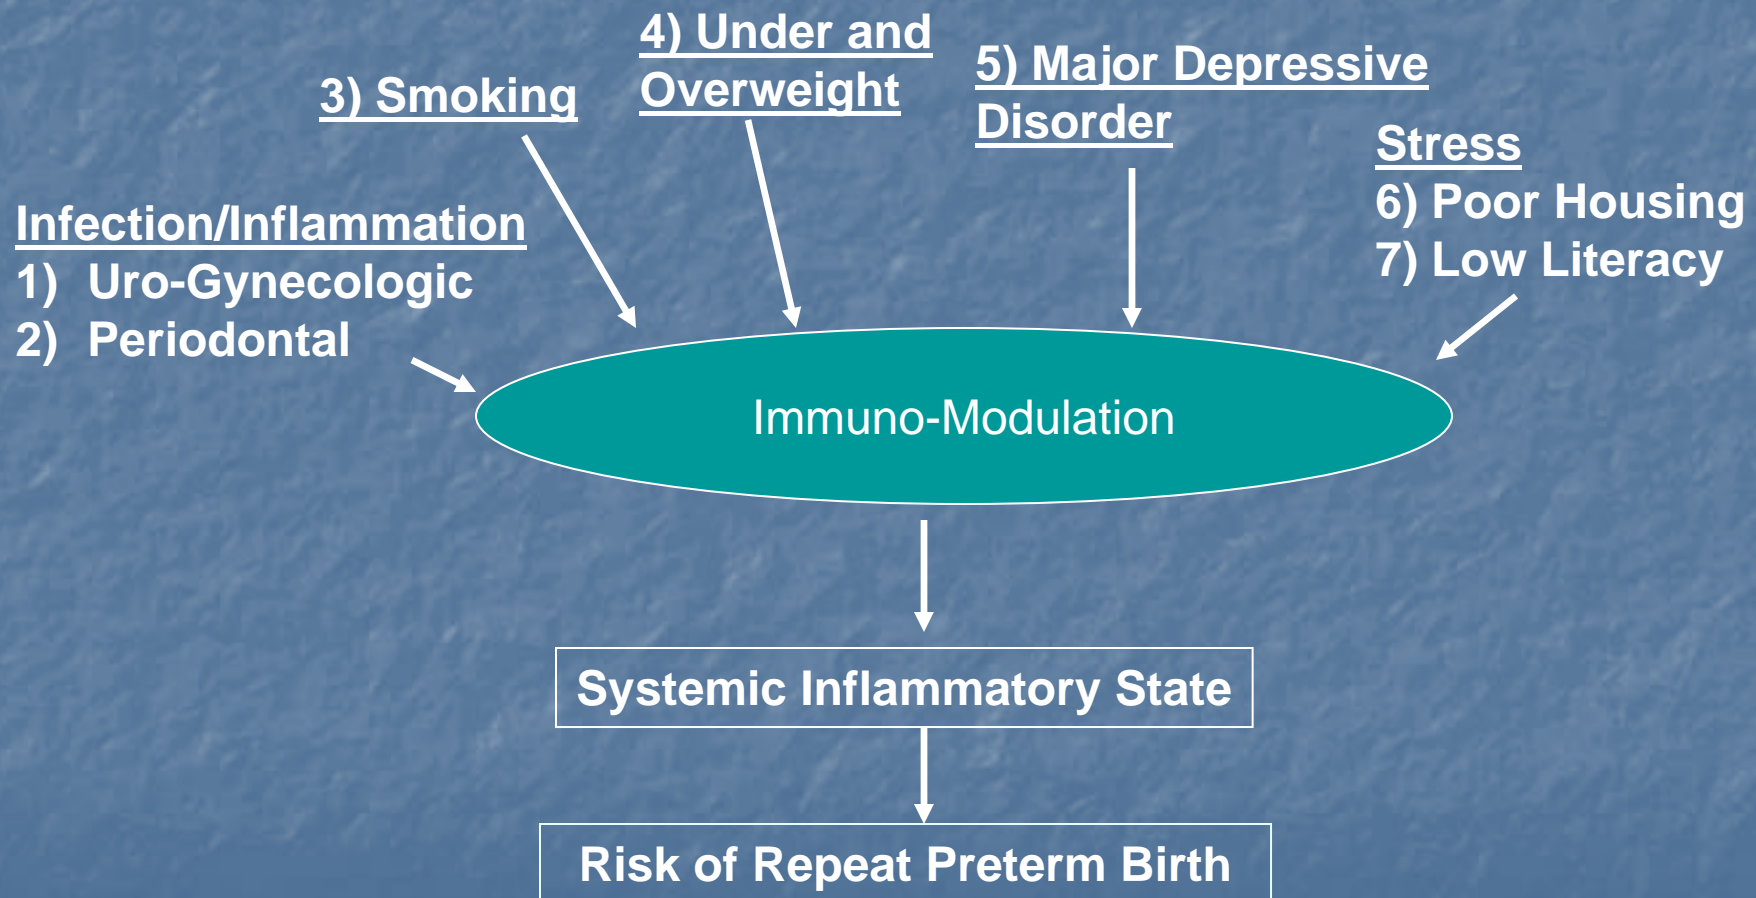 4) Under and
Overweight
5) Major Depressive
Disorder
3) Smoking
Stress
6) Poor Housing
7) Low Literacy
Infection/Inflammation
1) Uro-Gynecologic
2) Periodontal
Immuno-Modulation
Systemic Inflammatory State
Risk of Repeat Preterm Birth